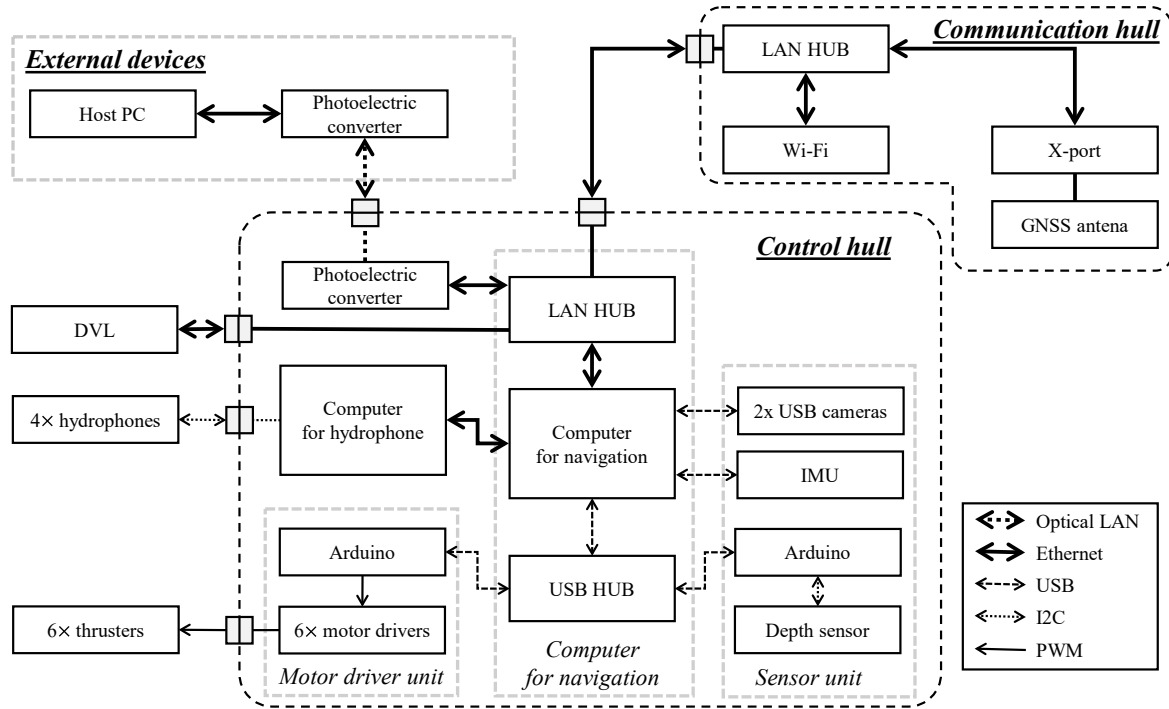 External devices
Host PC
Photoelectric
converter
Communication hull
LAN HUB
Wi-Fi
X-port
GNSS antena
Control hull
Photoelectric
converter
LAN HUB
DVL
4× hydrophones
Computer
for hydrophone
Computer
for navigation
2x USB cameras
IMU
Arduino
USB HUB
Arduino
6× thrusters
6× motor drivers
Depth sensor
Motor driver unit
Computer
for navigation
Sensor unit
Optical LAN
Ethernet
USB
I2C
PWM